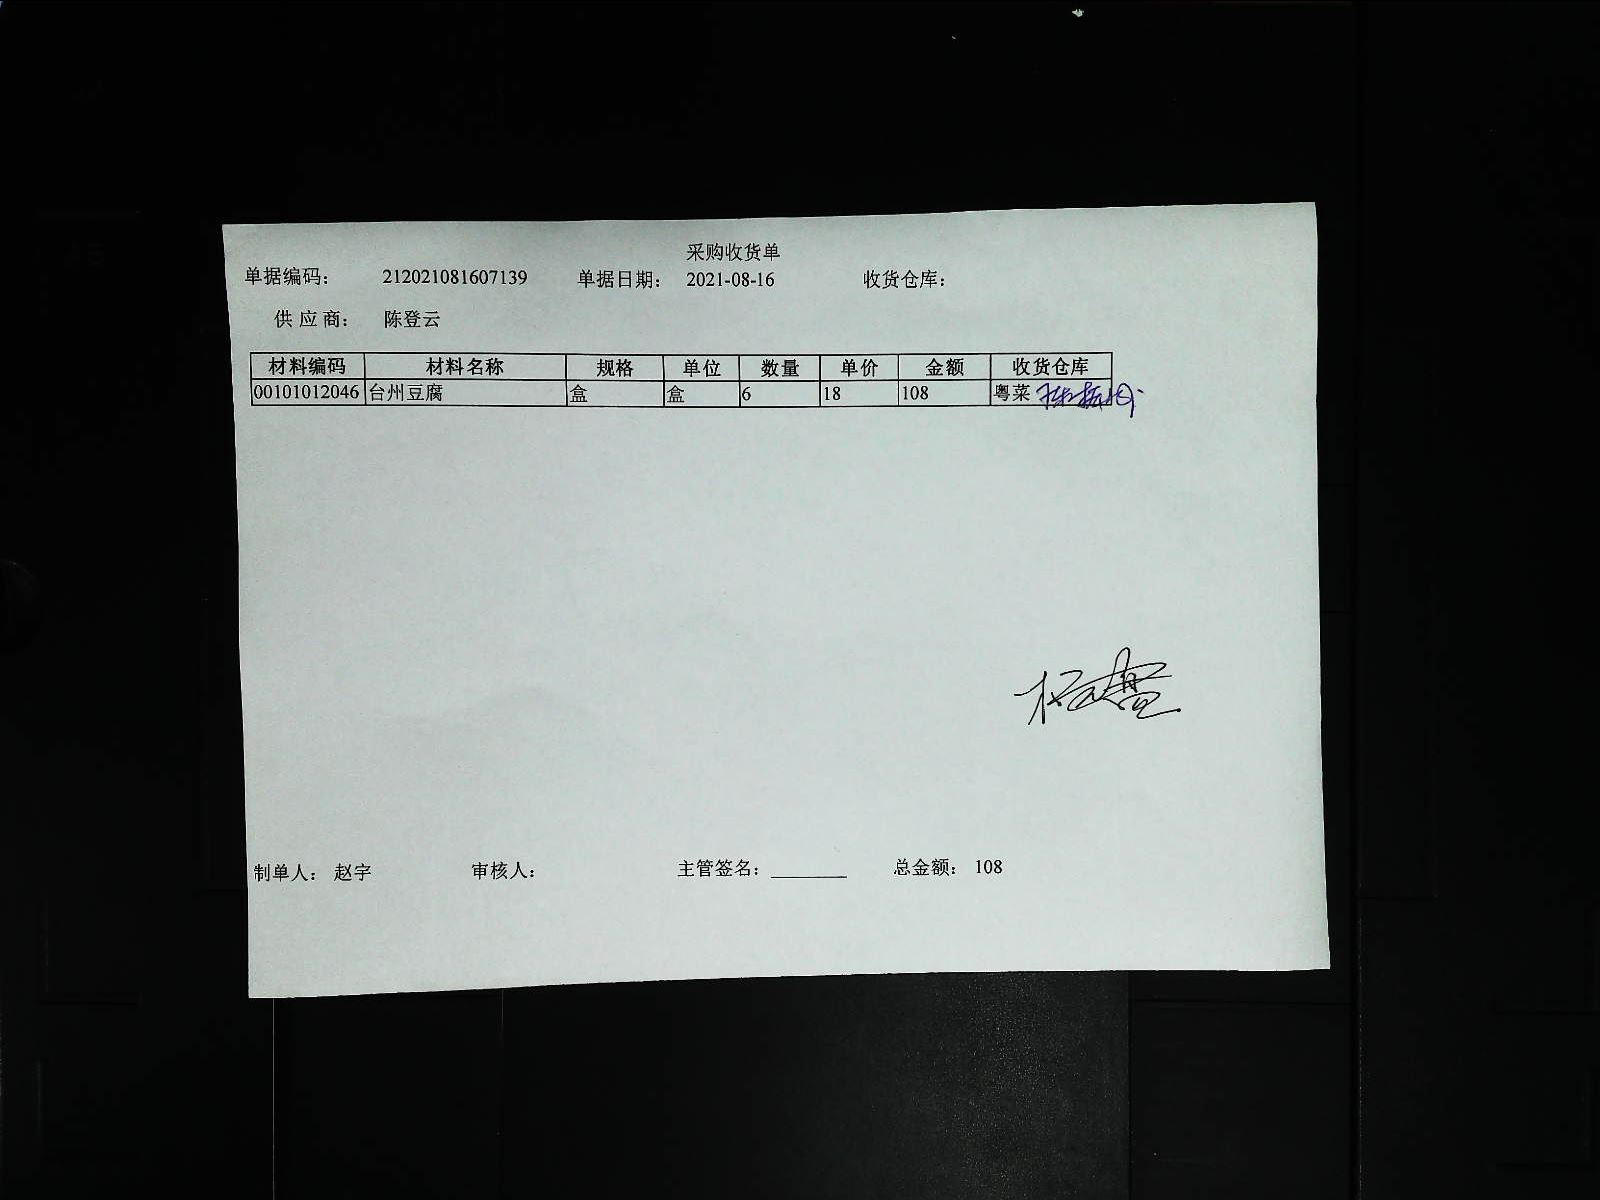 采购收货单
单据编码： 212021081607139 单据日期： 2021-08-16 收货仓库：
供应商： 陈登云
材料编码 材料名称 规格 单位 数量 单价 金额 收货仓库
00101012046 台州豆腐 盒 盒 6 18 108 粤菜
制单人： 赵宇 审核人： 主管签名： 总金额： 108